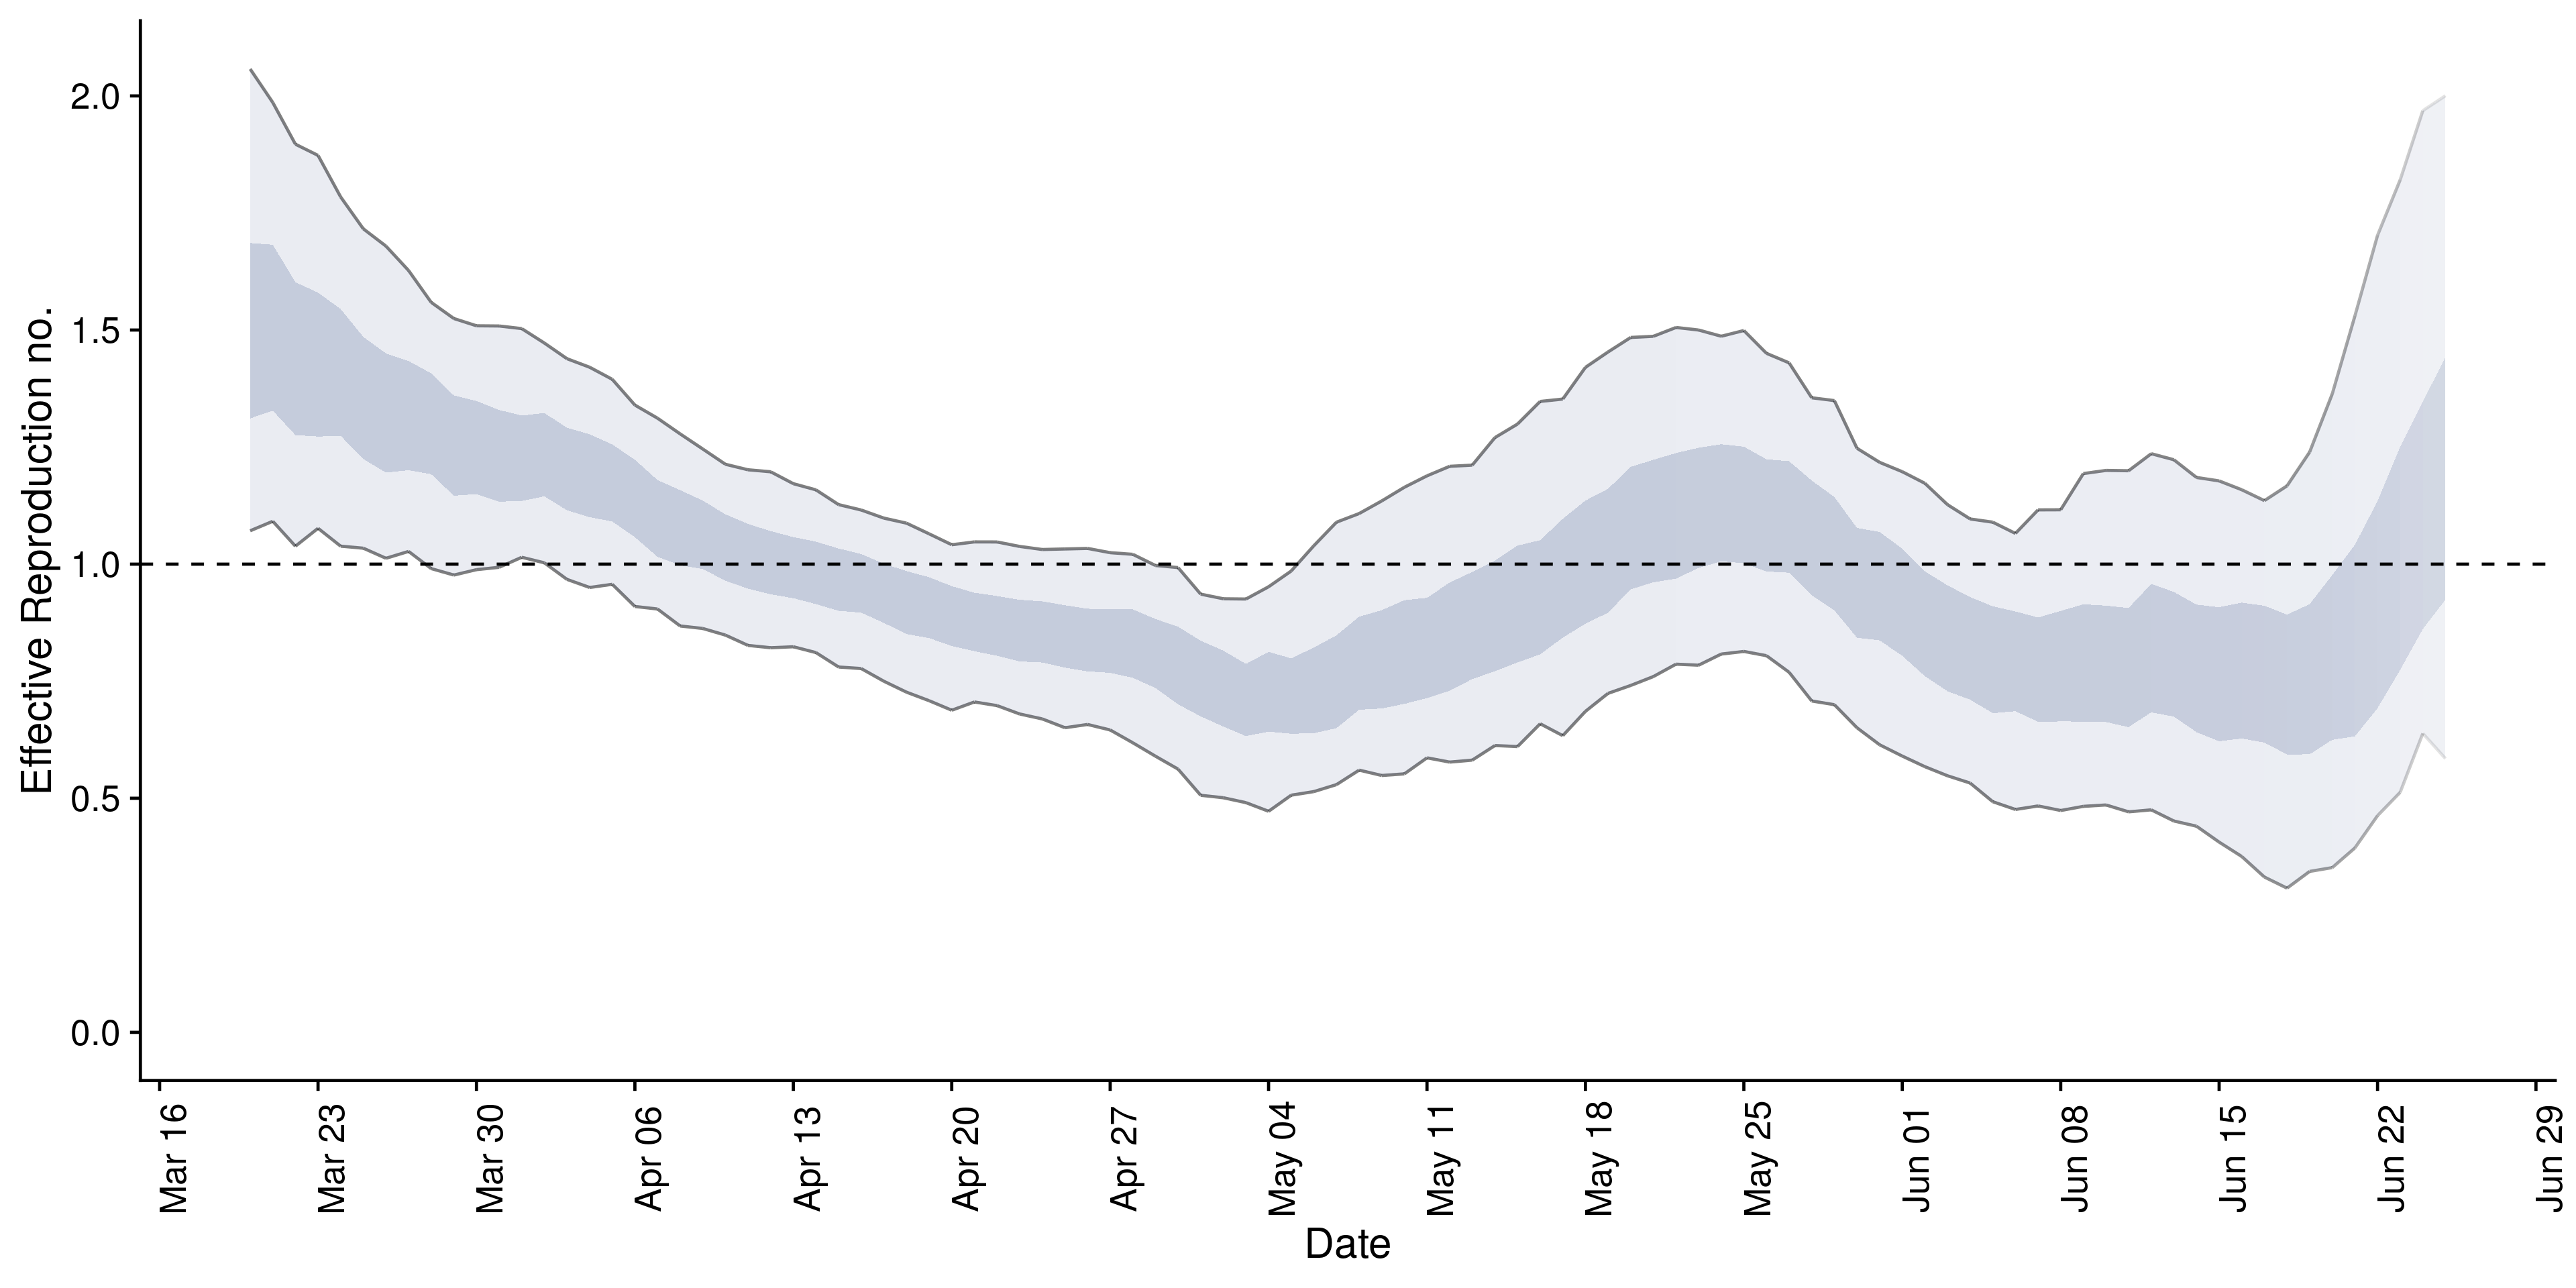 Effective Reproduction no.
2.0
1.5
1.0
0.5
0.0
Mar 16
Mar 23
Mar 30
Apr 06
Apr 13
Apr 20
Apr 27
May 04
May 11
May 18
May 25
Jun 01
Jun 08
Jun 15
Jun 22
Jun 29
Date